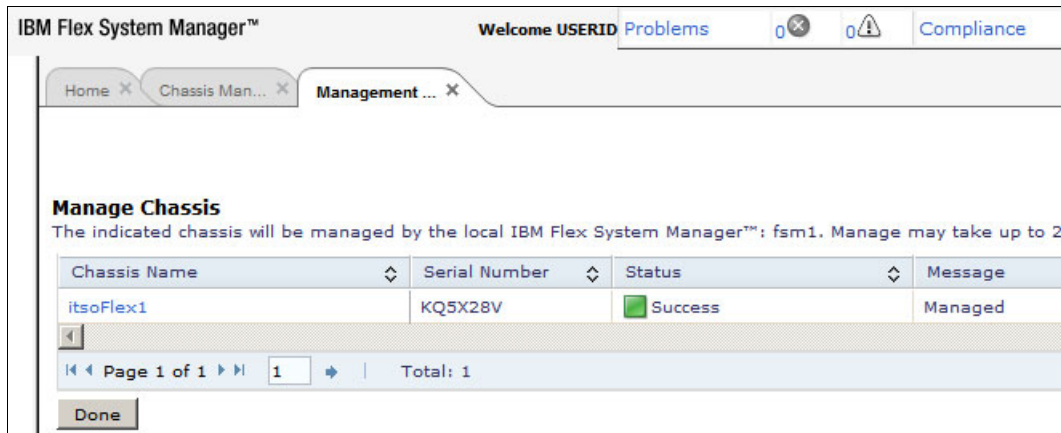 IBM Flex System Manager™ Welcome USERID Problems 0 0 Compliance
Home Chassis Man... Management ...
Manage Chassis
The indicated chassis will be managed by the local IBM Flex System Manager™: fsm1. Manage may take up to 2
Chassis Name Serial Number Status Message
itsoFlex1 KQ5X28V Success Managed
Page 1 of 1 1 Total: 1
Done